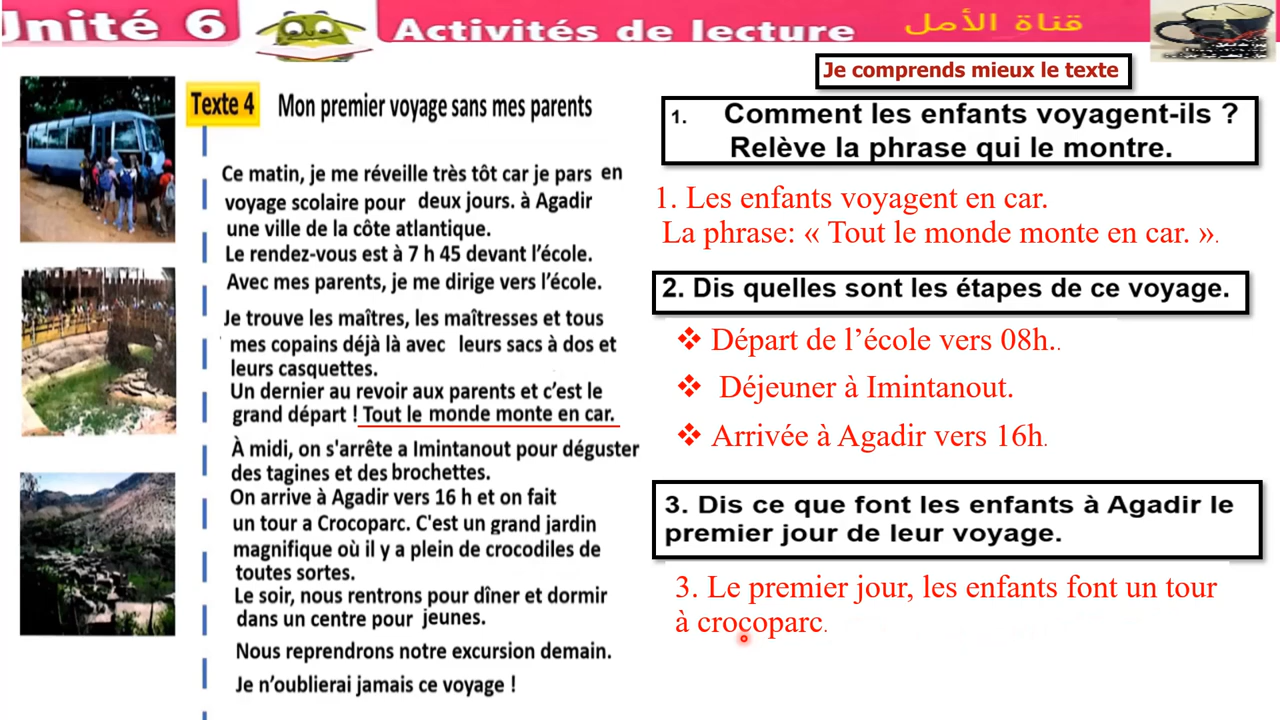 Unité 6
Activités de lecture
قناة الأمل
Texte 4
Mon premier voyage sans mes parents
Ce matin, je me réveille très tôt car je pars en
voyage scolaire pour deux jours. à Agadir
une ville de la côte atlantique.
Le rendez-vous est à 7 h 45 devant l'école.
Avec mes parents, je me dirige vers l'école.
Je trouve les maîtres, les maîtresses et tous
mes copains déjà là avec leurs sacs à dos et
leurs casquettes.
Un dernier au revoir aux parents et c'est le
grand départ ! Tout le monde monte en car.
À midi, on s'arrête a Imintanout pour déguster
des tagines et des brochettes.
On arrive à Agadir vers 16 h et on fait
un tour a Crocoparc. C'est un grand jardin
magnifique où il y a plein de crocodiles de
toutes sortes.
Le soir, nous rentrons pour dîner et dormir
dans un centre pour jeunes.
Nous reprendrons notre excursion demain.
Je n'oublierai jamais ce voyage !
Je comprends mieux le texte
1. Comment les enfants voyagent-ils ?
Relève la phrase qui le montre.
1. Les enfants voyagent en car.
La phrase: « Tout le monde monte en car. ».
2. Dis quelles sont les étapes de ce voyage.
❖ Départ de l'école vers 08h..
❖ Déjeuner à Imintanout.
❖ Arrivée à Agadir vers 16h.
3. Dis ce que font les enfants à Agadir le
premier jour de leur voyage.
3. Le premier jour, les enfants font un tour
à crocoparc.